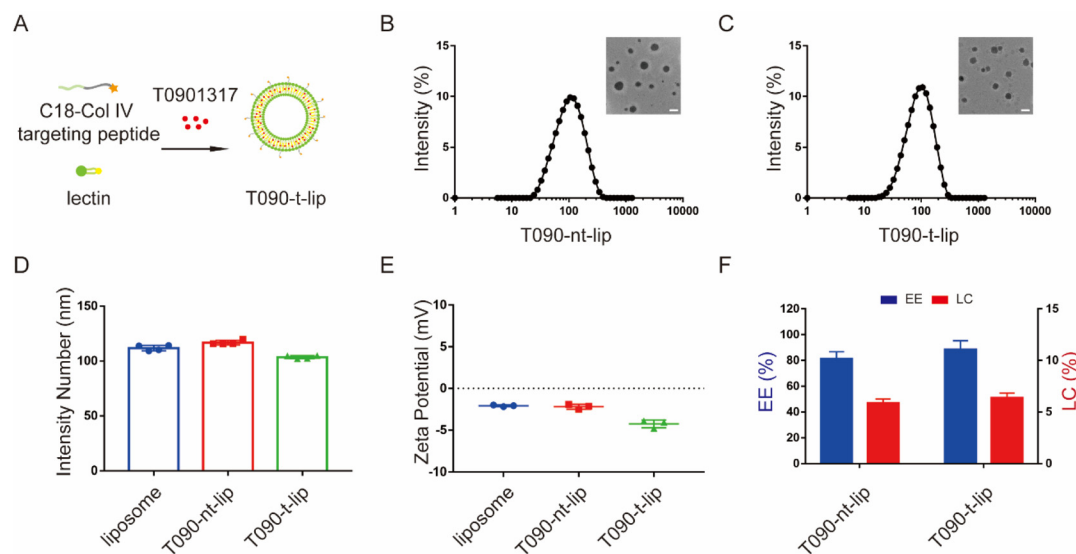 A
C18-Col IV
targeting peptide
lectin
T0901317
T090-t-lip
B
Intensity (%)
15
10
5
0
1
10
100
1000
10000
T090-nt-lip
C
Intensity (%)
15
10
5
0
1
10
100
1000
10000
T090-t-lip
D
Intensity Number (nm)
150
100
50
0
liposome
T090-nt-lip
T090-t-lip
E
Zeta Potential (mV)
10
5
0
-5
-10
liposome
T090-nt-lip
T090-t-lip
F
EE LC
EE (%)
120
100
80
60
40
20
0
15
10
5
0
LC (%)
T090-nt-lip
T090-t-lip